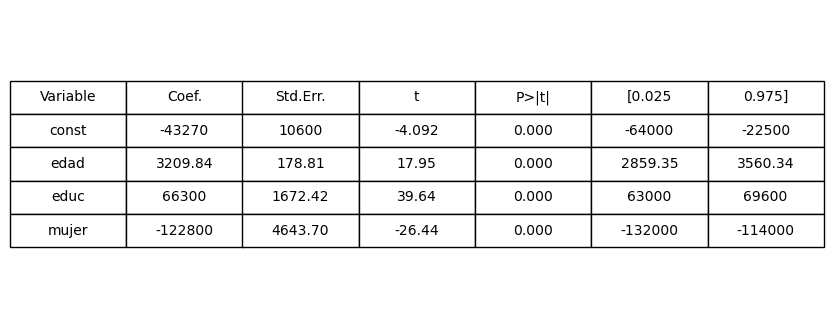 Variable Coef. Std.Err. t P>|t| [0.025 0.975]
const -43270 10600 -4.092 0.000 -64000 -22500
edad 3209.84 178.81 17.95 0.000 2859.35 3560.34
educ 66300 1672.42 39.64 0.000 63000 69600
mujer -122800 4643.70 -26.44 0.000 -132000 -114000